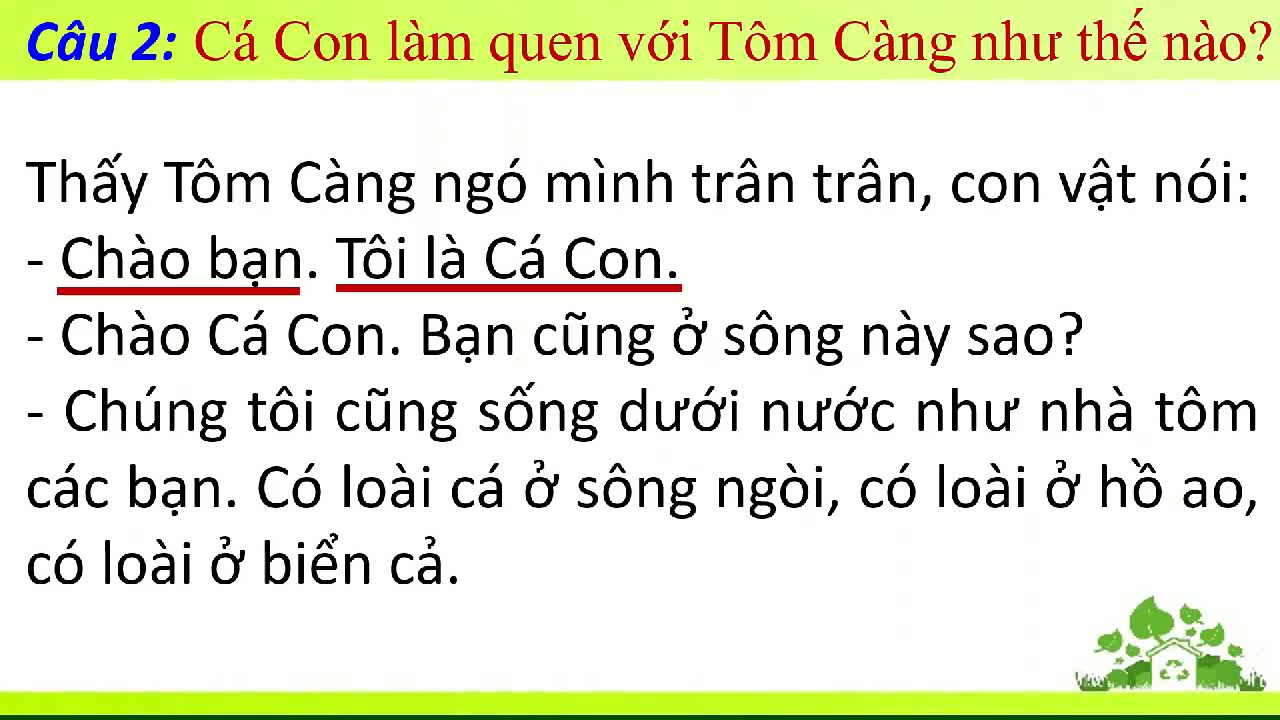 Câu 2: Cá Con làm quen với Tôm Càng như thế nào?
Thấy Tôm Càng ngó mình trân trân, con vật nói:
- Chào bạn. Tôi là Cá Con.
- Chào Cá Con. Bạn cũng ở sông này sao?
- Chúng tôi cũng sống dưới nước như nhà tôm
các bạn. Có loài cá ở sông ngòi, có loài ở hồ ao,
có loài ở biển cả.